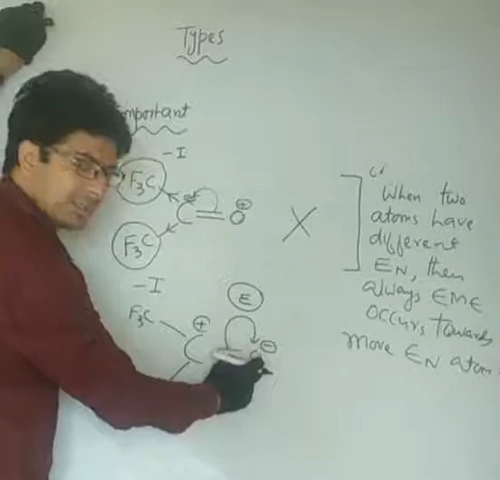 Types
important
-I
F₃C
C = O ⊕
F₃C
-I
X
When two
atoms have
different
EN, then
always EME
occurs towards
more EN atom.
E
F₃C
C
⊕
⊖